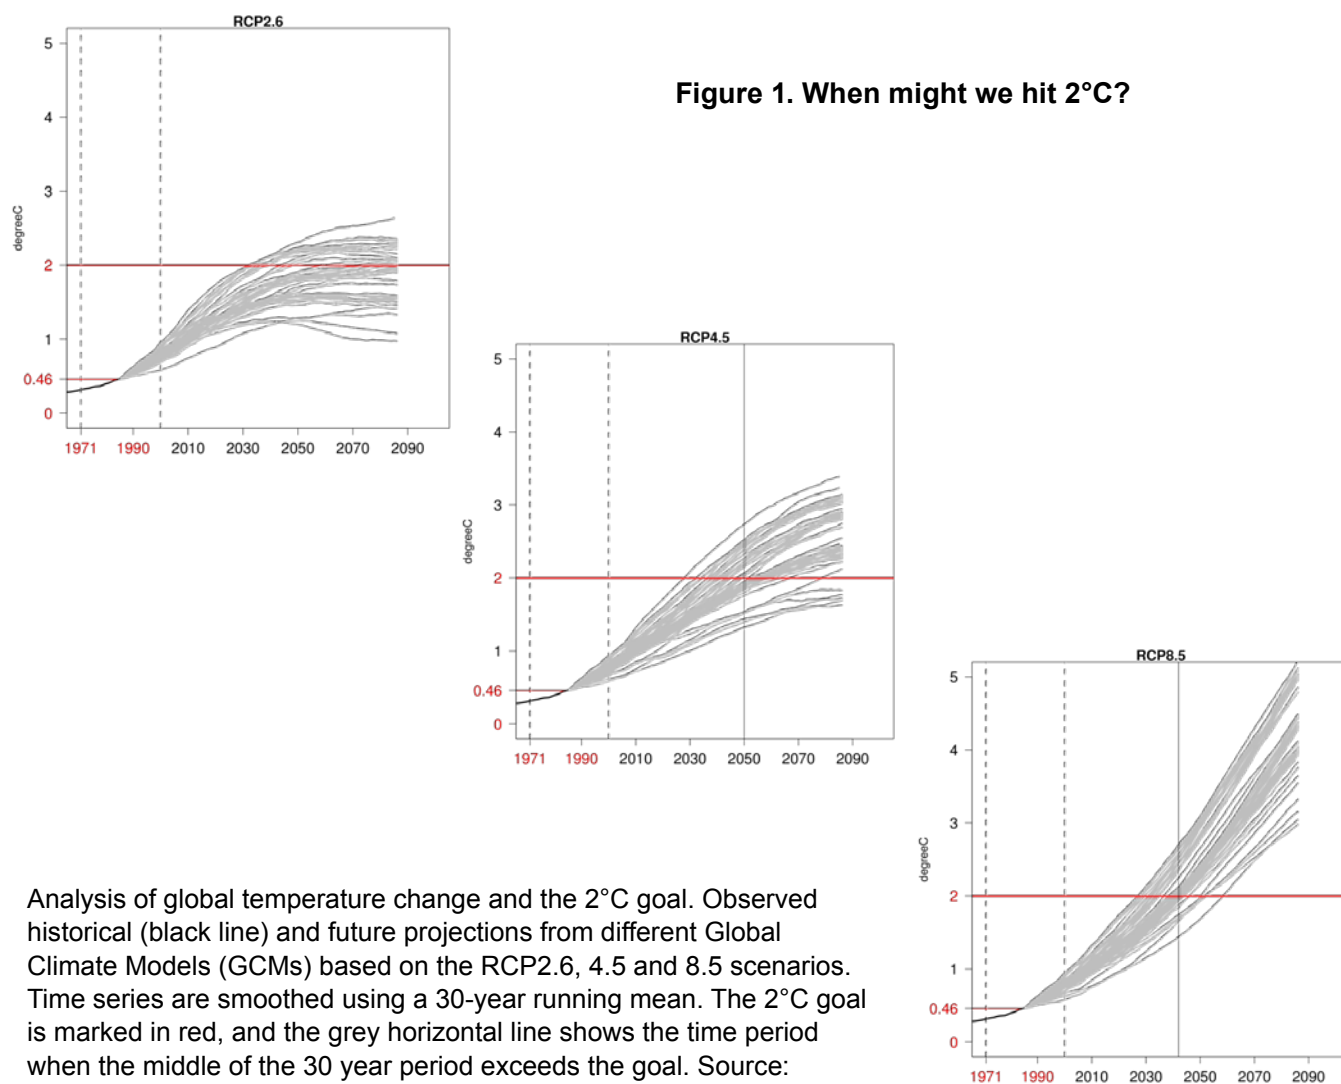 RCP2.6
5
4
3
2
1
0.46
0
degreeC
1971 1990 2010 2030 2050 2070 2090
Figure 1. When might we hit 2°C?
RCP4.5
5
4
3
2
1
0.46
0
degreeC
1971 1990 2010 2030 2050 2070 2090
RCP8.5
5
4
3
2
1
0.46
0
degreeC
1971 1990 2010 2030 2050 2070 2090
Analysis of global temperature change and the 2°C goal. Observed
historical (black line) and future projections from different Global
Climate Models (GCMs) based on the RCP2.6, 4.5 and 8.5 scenarios.
Time series are smoothed using a 30-year running mean. The 2°C goal
is marked in red, and the grey horizontal line shows the time period
when the middle of the 30 year period exceeds the goal. Source: